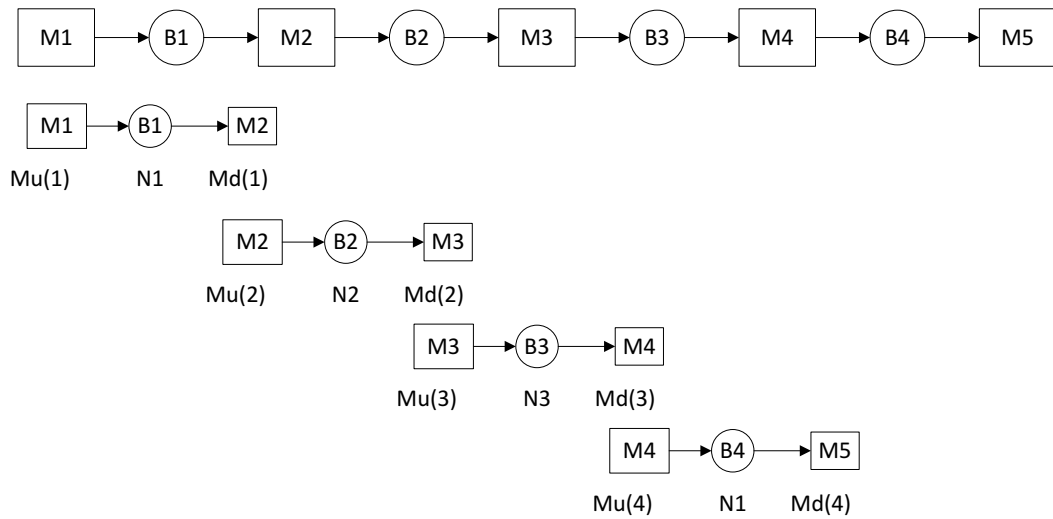 M1 B1 M2 B2 M3 B3 M4 B4 M5
M1 B1 M2
Mu(1) N1 Md(1)
M2 B2 M3
Mu(2) N2 Md(2)
M3 B3 M4
Mu(3) N3 Md(3)
M4 B4 M5
Mu(4) N1 Md(4)